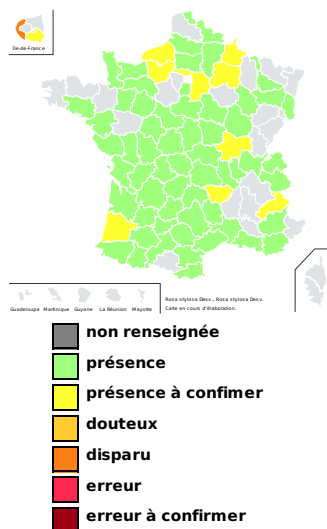 Île-de-France
Guadeloupe Martinique Guyane La Réunion Mayotte
Rosa stylosa Desv., Rosa stylosa Desv.
Carte en cours d'élaboration.
non renseignée
présence
présence à confimer
douteux
disparu
erreur
erreur à confirmer